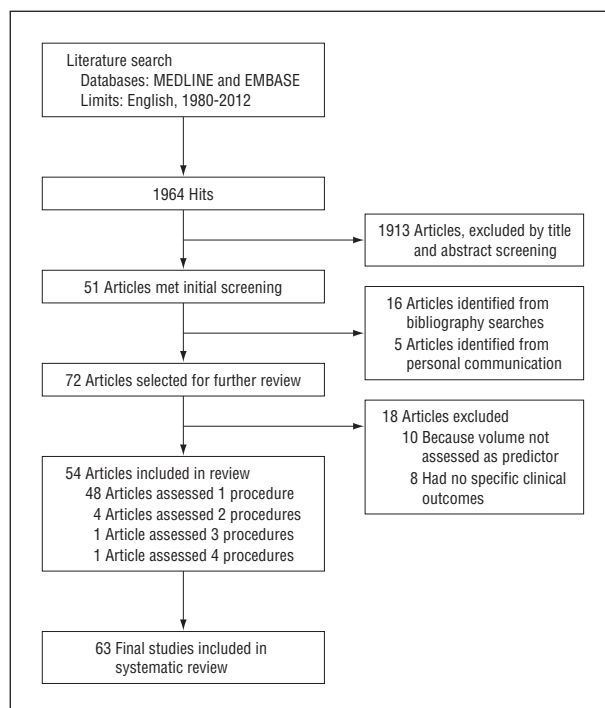 Literature search
Databases: MEDLINE and EMBASE
Limits: English, 1980-2012
1964 Hits
1913 Articles, excluded by title
and abstract screening
51 Articles met initial screening
16 Articles identified from
bibliography searches
5 Articles identified from
personal communication
72 Articles selected for further review
18 Articles excluded
10 Because volume not
assessed as predictor
8 Had no specific clinical
outcomes
54 Articles included in review
48 Articles assessed 1 procedure
4 Articles assessed 2 procedures
1 Article assessed 3 procedures
1 Article assessed 4 procedures
63 Final studies included in
systematic review